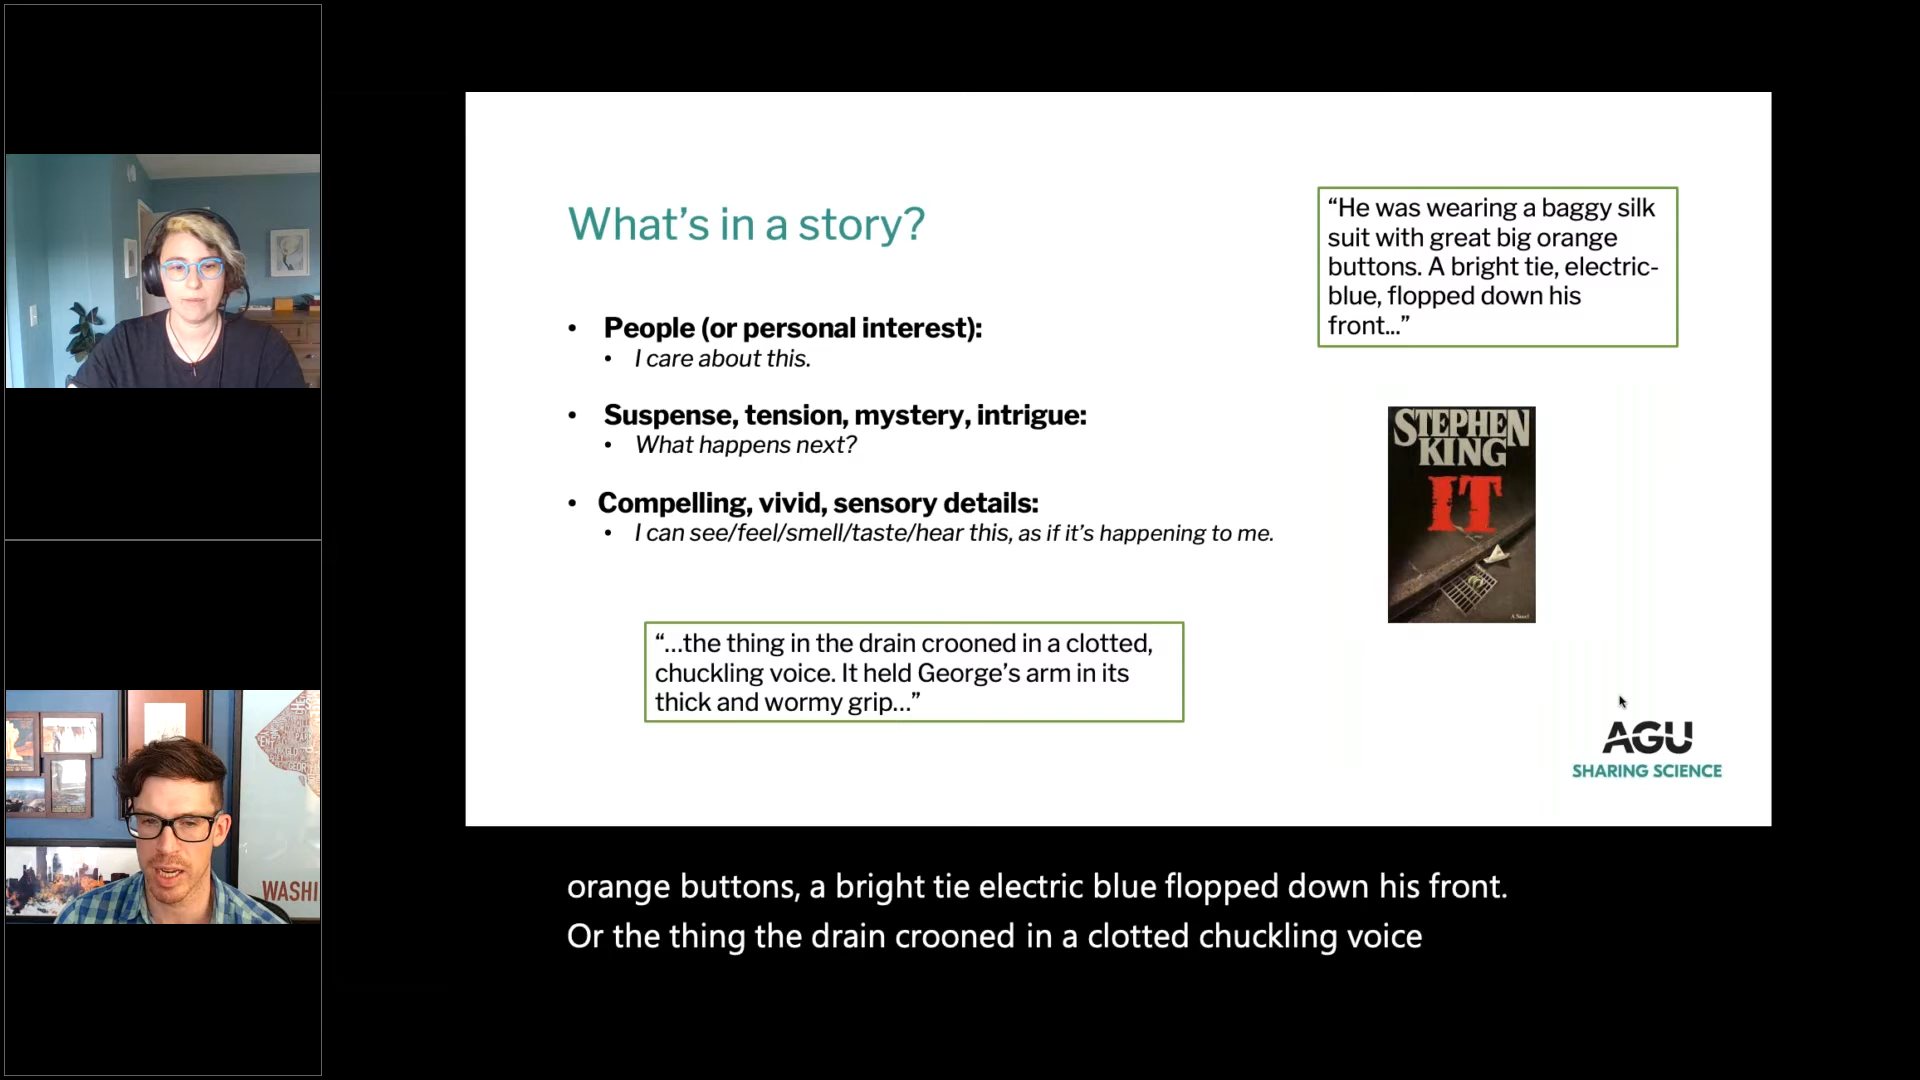 What’s in a story?
• People (or personal interest):
• I care about this.
• Suspense, tension, mystery, intrigue:
• What happens next?
• Compelling, vivid, sensory details:
• I can see/feel/smell/taste/hear this, as if it’s happening to me.
“...the thing in the drain crooned in a clotted,
chuckling voice. It held George’s arm in its
thick and wormy grip...”
“He was wearing a baggy silk
suit with great big orange
buttons. A bright tie, electric-
blue, flopped down his
front...”
STEPHEN
KING
IT
A Novel
AGU
SHARING SCIENCE
WASHI
orange buttons, a bright tie electric blue flopped down his front.
Or the thing the drain crooned in a clotted chuckling voice